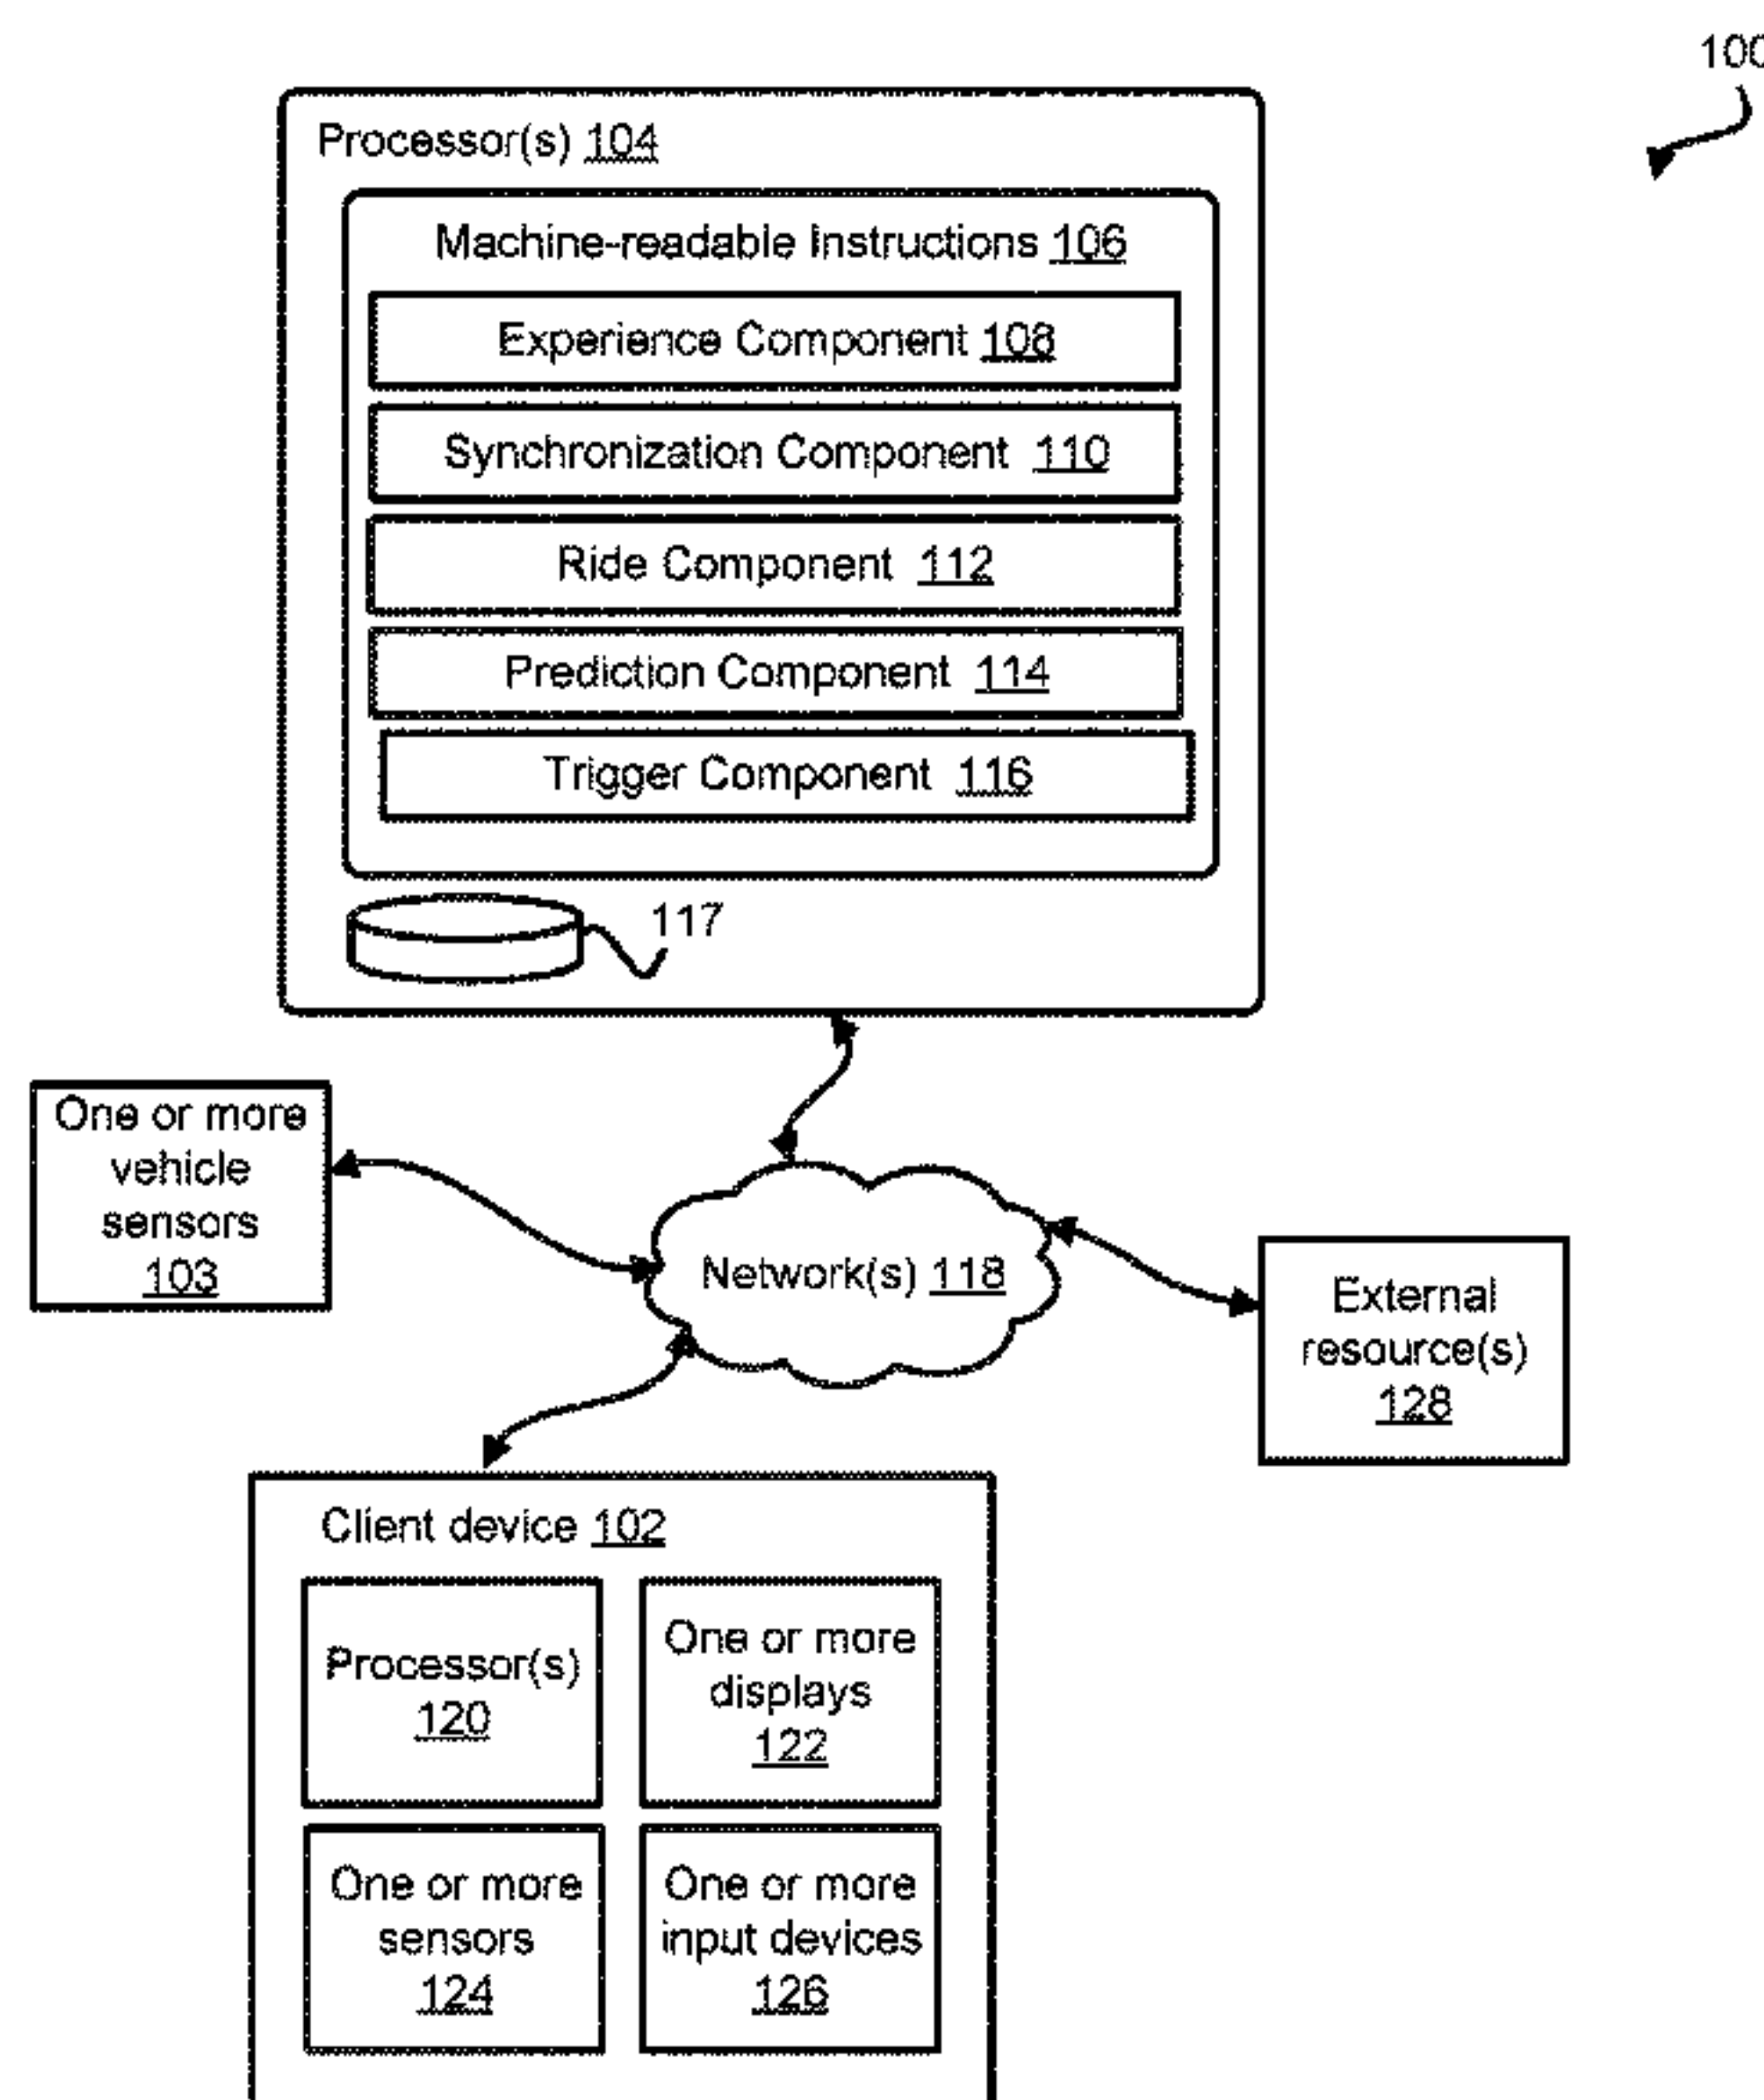 100
Processor(s) 104
Machine-readable Instructions 106
Experience Component 108
Synchronization Component 110
Ride Component 112
Prediction Component 114
Trigger Component 116
117
One or more
vehicle
sensors
103
Network(s) 118
External
resource(s)
128
Client device 102
Processor(s)
120
One or more
displays
122
One or more
sensors
124
One or more
input devices
126